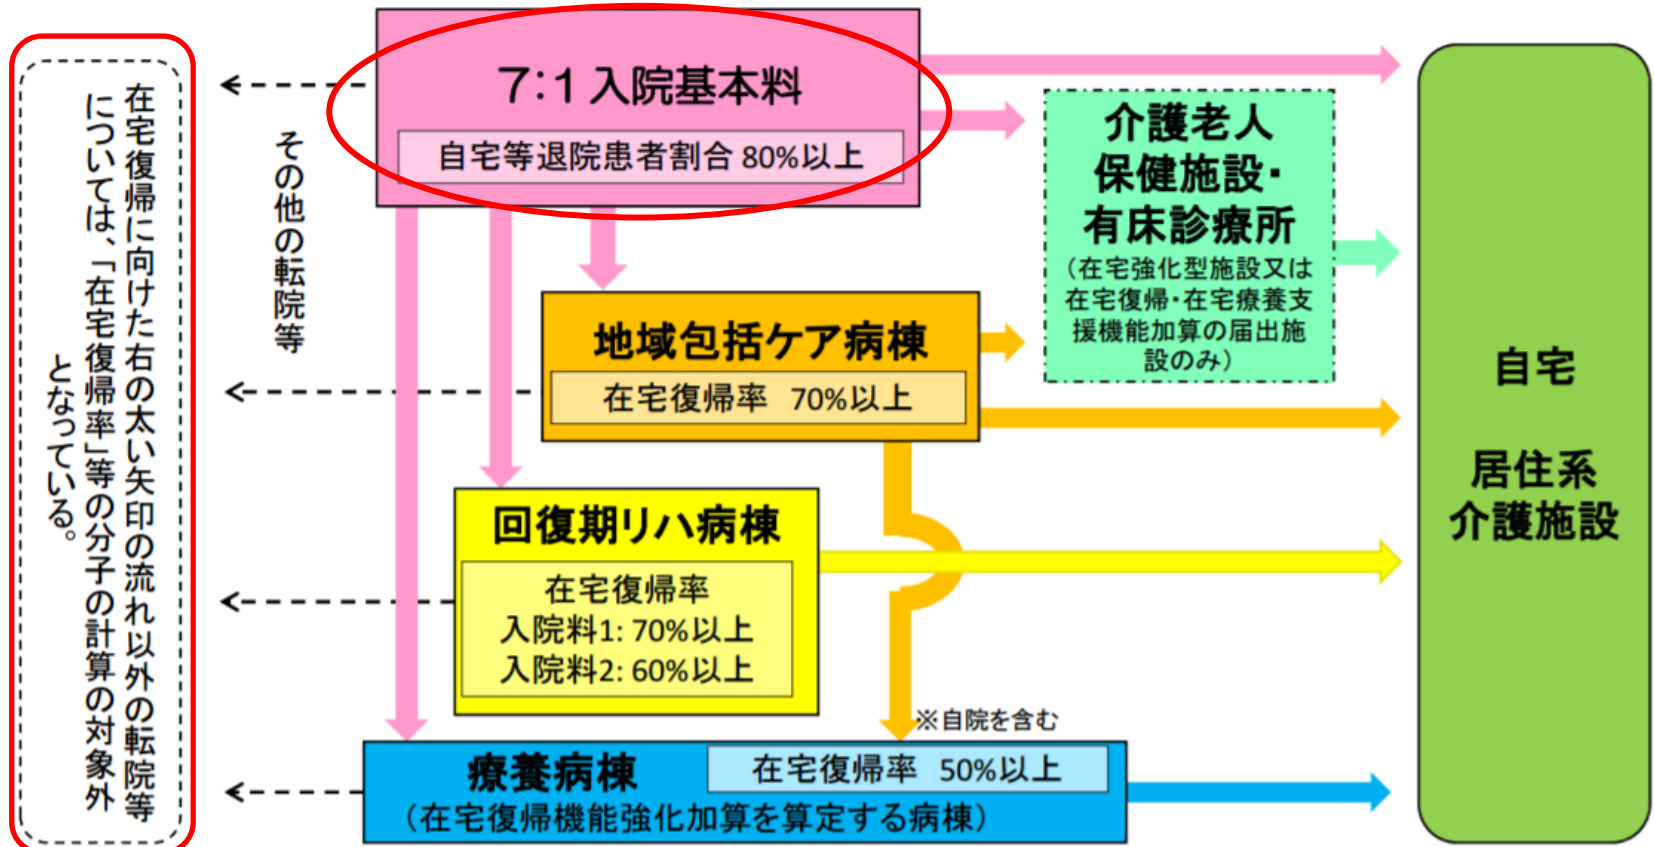 在宅復帰に向けた右の太い矢印の流れ以外の転院等
については、「在宅復帰率」等の分子の計算の対象外
となっている。
その他の転院等
7:1入院基本料
自宅等退院患者割合 80%以上
介護老人
保健施設・
有床診療所
（在宅強化型施設又は
在宅復帰・在宅療養支
援機能加算の届出施
設のみ）
地域包括ケア病棟
在宅復帰率 70%以上
回復期リハ病棟
在宅復帰率
入院料1: 70%以上
入院料2: 60%以上
※自院を含む
療養病棟
在宅復帰率 50%以上
（在宅復帰機能強化加算を算定する病棟）
自宅
居住系
介護施設